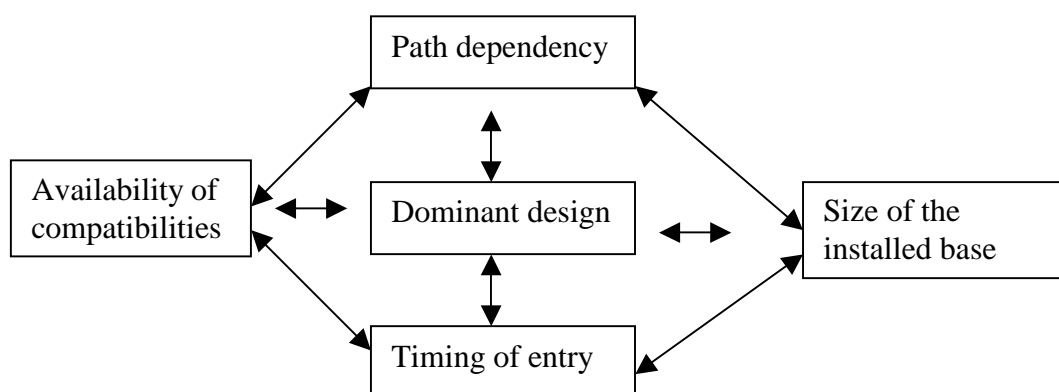 Path dependency
Availability of
compatibilities
Dominant design
Size of the
installed base
Timing of entry